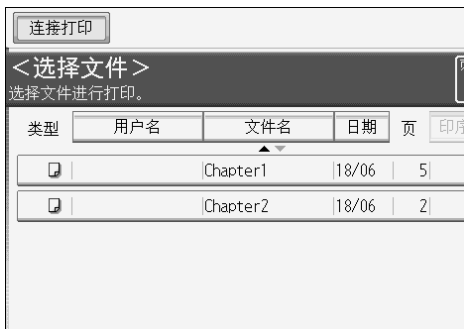 连接打印
<选择文件>
选择文件进行打印。
类型 用户名 文件名 日期 页 印序
Chapter1 18/06 5
Chapter2 18/06 2